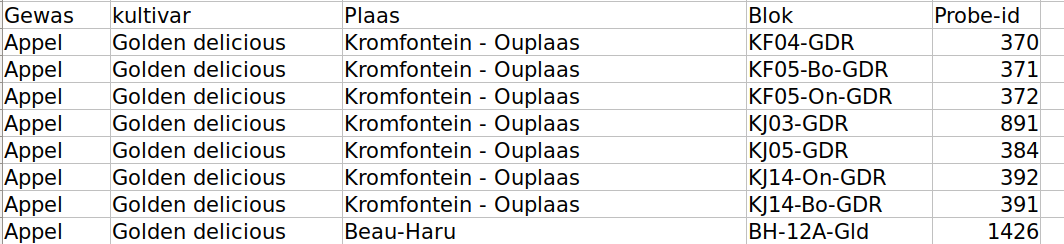 Gewas kultivar Plaas Blok Probe-id
Appel Golden delicious Kromfontein - Ouplaas KF04-GDR 370
Appel Golden delicious Kromfontein - Ouplaas KF05-Bo-GDR 371
Appel Golden delicious Kromfontein - Ouplaas KF05-On-GDR 372
Appel Golden delicious Kromfontein - Ouplaas KJ03-GDR 891
Appel Golden delicious Kromfontein - Ouplaas KJ05-GDR 384
Appel Golden delicious Kromfontein - Ouplaas KJ14-On-GDR 392
Appel Golden delicious Kromfontein - Ouplaas KJ14-Bo-GDR 391
Appel Golden delicious Beau-Haru BH-12A-Gld 1426